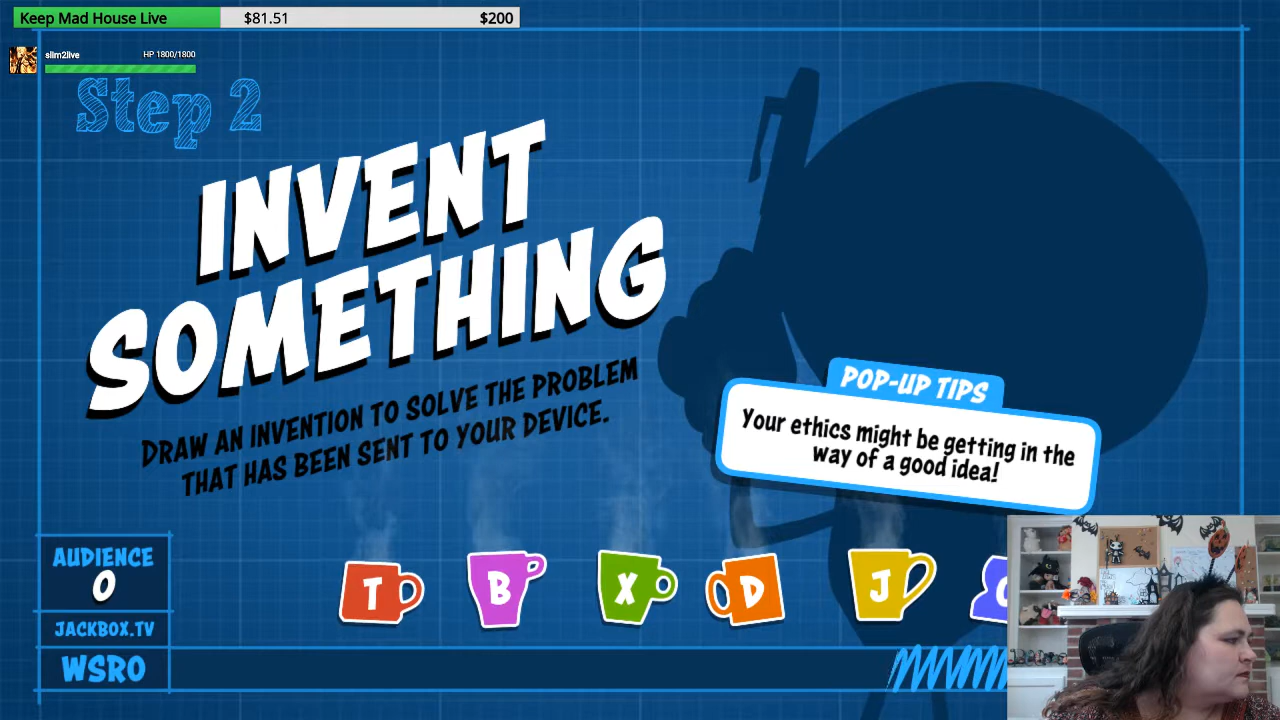 Keep Mad House Live $81.51 $200
slim2live HP 1800/1800
Step 2
INVENT
SOMETHING
DRAW AN INVENTION TO SOLVE THE PROBLEM
THAT HAS BEEN SENT TO YOUR DEVICE.
POP-UP TIPS
Your ethics might be getting in the
way of a good idea!
AUDIENCE
0
JACKBOX.TV
WSRO
T B X D J